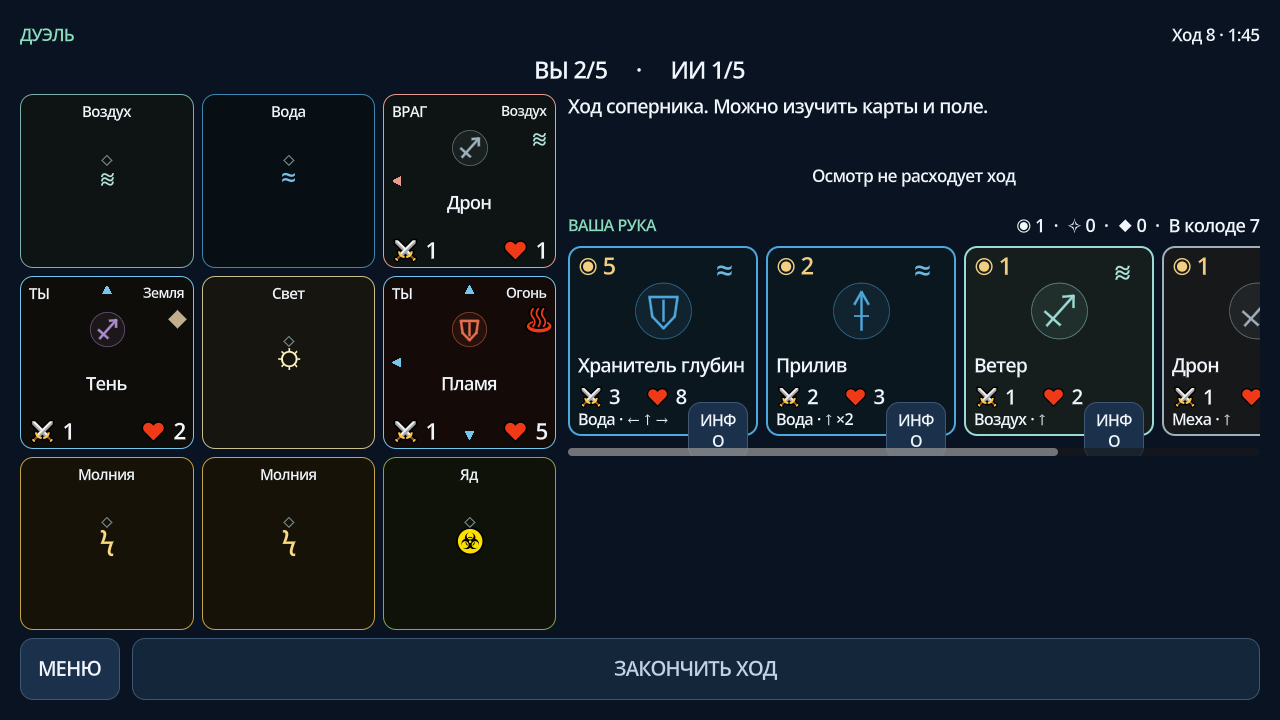 ДУЭЛЬ
Ход 8 · 1:45
ВЫ 2/5 · ИИ 1/5
Воздух
Вода
ВРАГ
Воздух
Дрон
1
1
Ход соперника. Можно изучить карты и поле.
Осмотр не расходует ход
ВАША РУКА
1 · 0 · 0 · В колоде 7
ТЫ
Земля
Тень
1
2
Свет
ТЫ
Огонь
Пламя
1
5
5
Хранитель глубин
3
8
Вода · ← ↑ →
ИНФ
О
2
Прилив
2
3
Вода · ↑ ×2
ИНФ
О
1
Ветер
1
2
Воздух · ↑
ИНФ
О
1
Дрон
1
Меха · ↑
Молния
Молния
Яд
МЕНЮ
ЗАКОНЧИТЬ ХОД